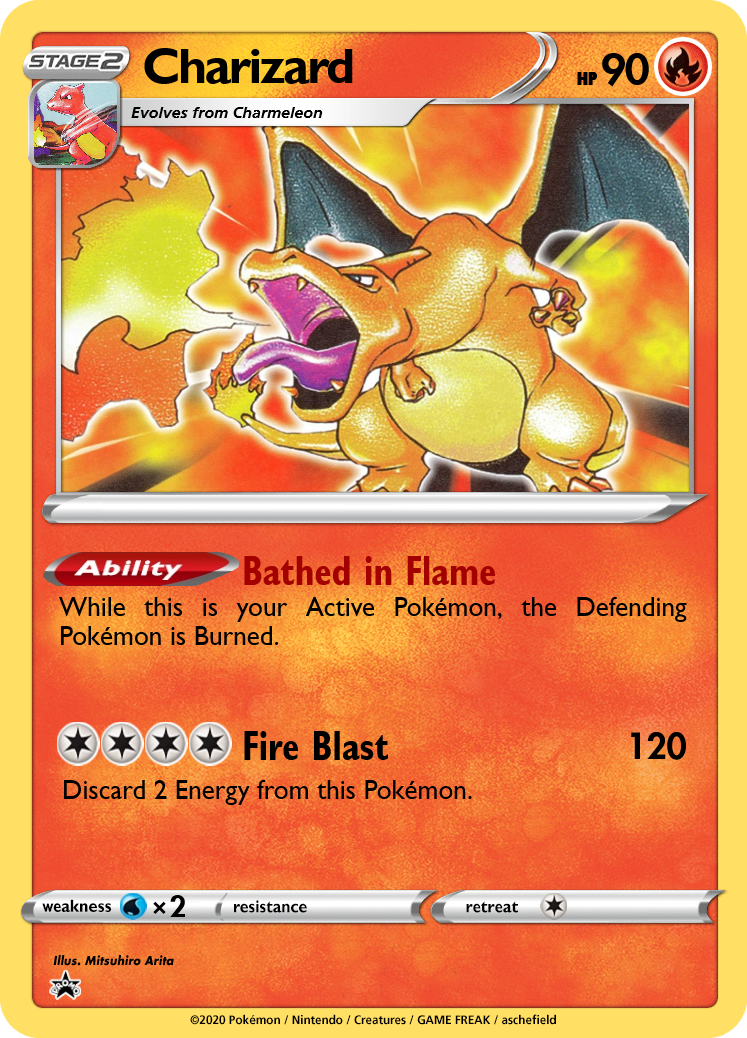 STAGE2
Charizard
HP 90
Evolves from Charmeleon
Ability Bathed in Flame
While this is your Active Pokémon, the Defending
Pokémon is Burned.
Fire Blast 120
Discard 2 Energy from this Pokémon.
weakness ×2 resistance retreat
Illus. Mitsuhiro Arita
PROMO
©2020 Pokémon / Nintendo / Creatures / GAME FREAK / aschefield